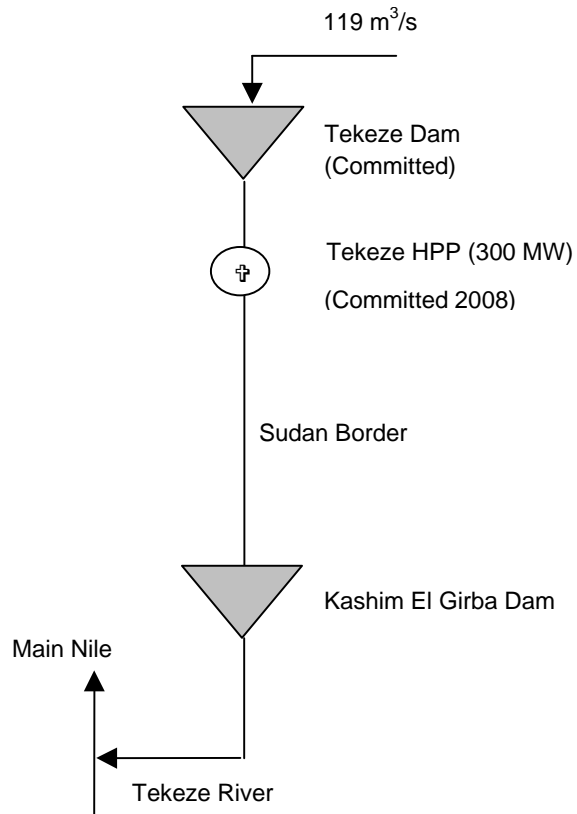 119 m³/s
Tekeze Dam
(Committed)
Tekeze HPP (300 MW)
(Committed 2008)
Sudan Border
Kashim El Girba Dam
Main Nile
Tekeze River